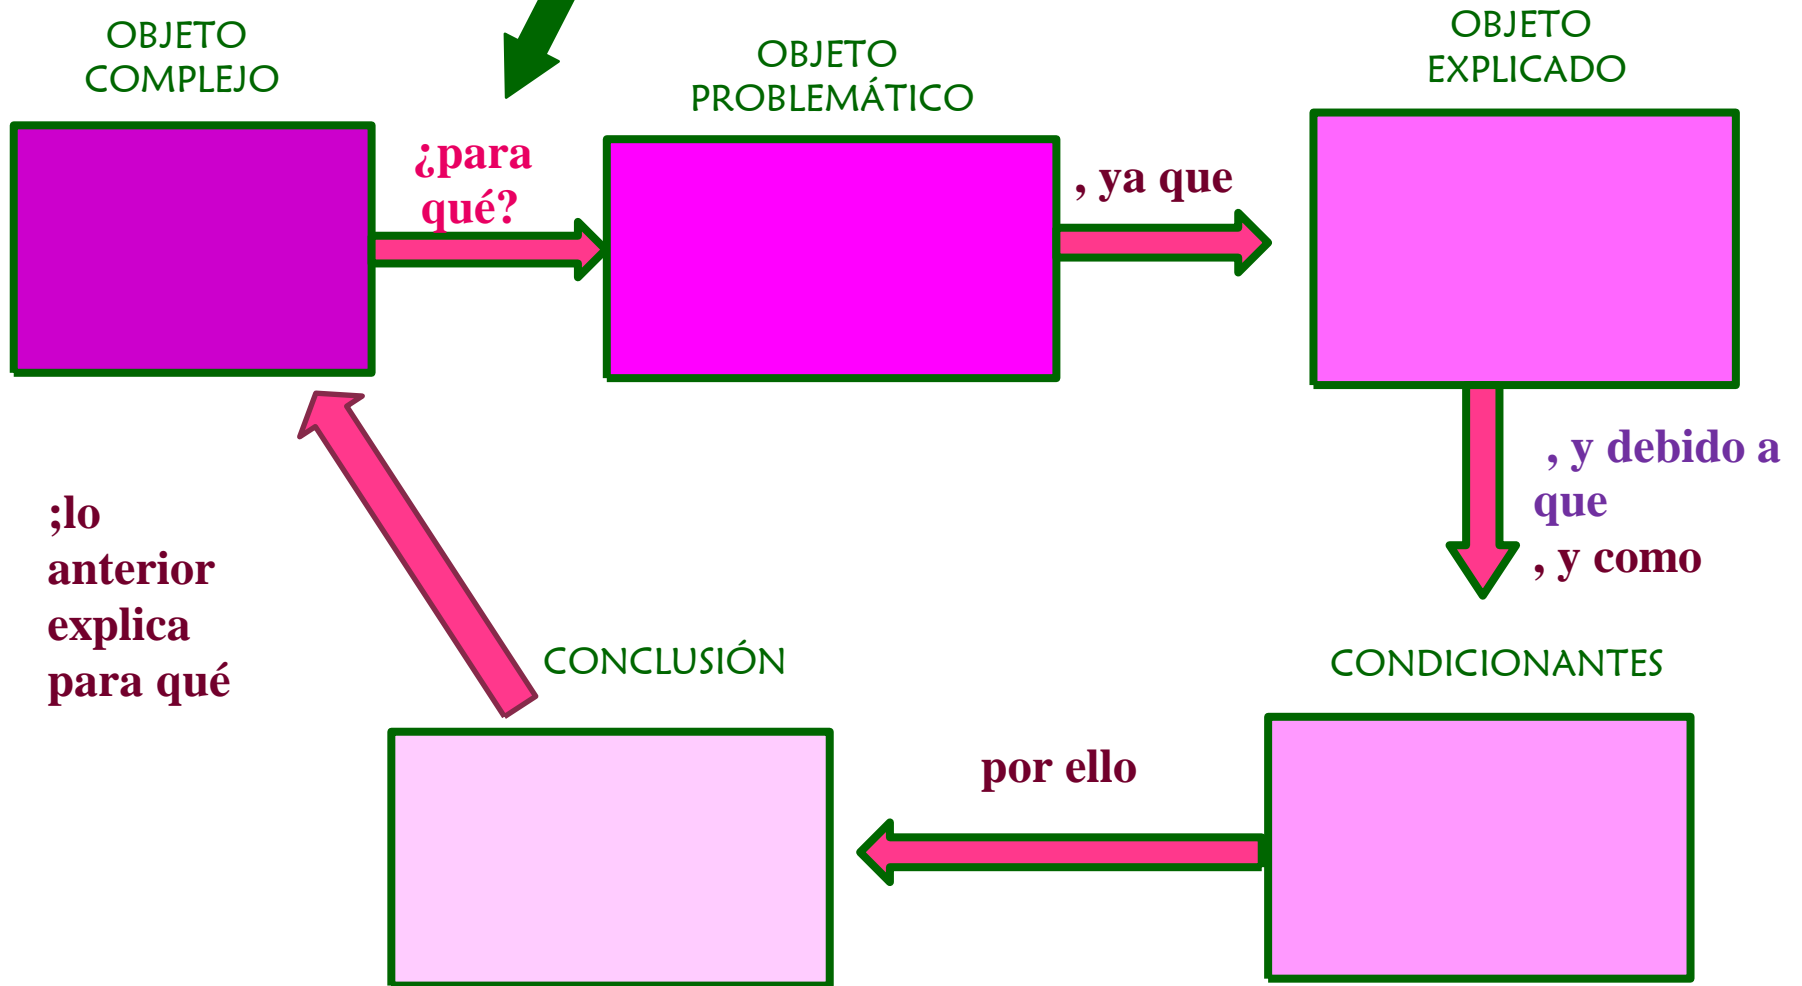 OBJETO
COMPLEJO
¿para
qué?
OBJETO
PROBLEMÁTICO
, ya que
OBJETO
EXPLICADO
, y debido a
que
, y como
CONDICIONANTES
por ello
CONCLUSIÓN
;lo
anterior
explica
para qué